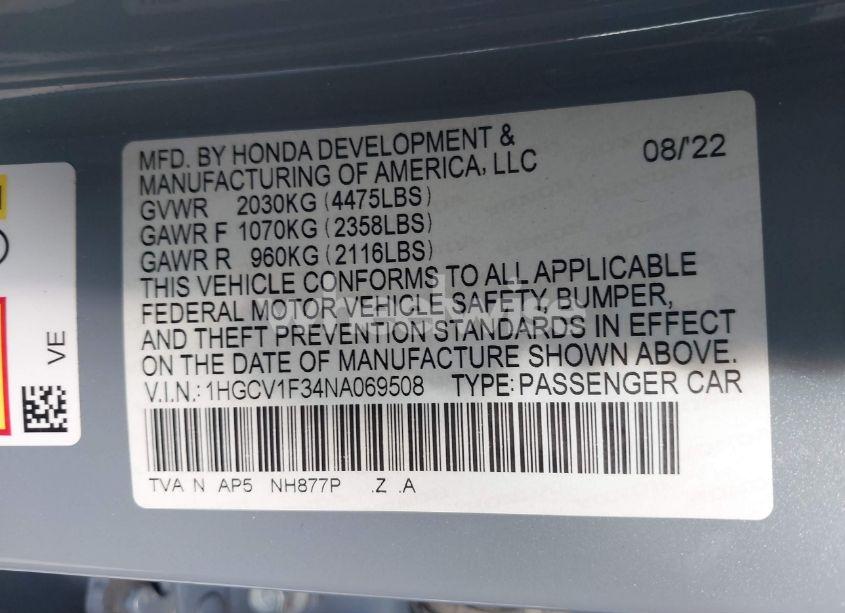 MFD. BY HONDA DEVELOPMENT &
MANUFACTURING OF AMERICA, LLC 08/'22
GVWR 2030KG (4475LBS)
GAWR F 1070KG (2358LBS)
GAWR R 960KG (2116LBS)
THIS VEHICLE CONFORMS TO ALL APPLICABLE
FEDERAL MOTOR VEHICLE SAFETY, BUMPER,
AND THEFT PREVENTION STANDARDS IN EFFECT
ON THE DATE OF MANUFACTURE SHOWN ABOVE.
V.I.N.: 1HGCV1F34NA069508 TYPE: PASSENGER CAR
TVA N AP5 NH877P .Z .A
VE